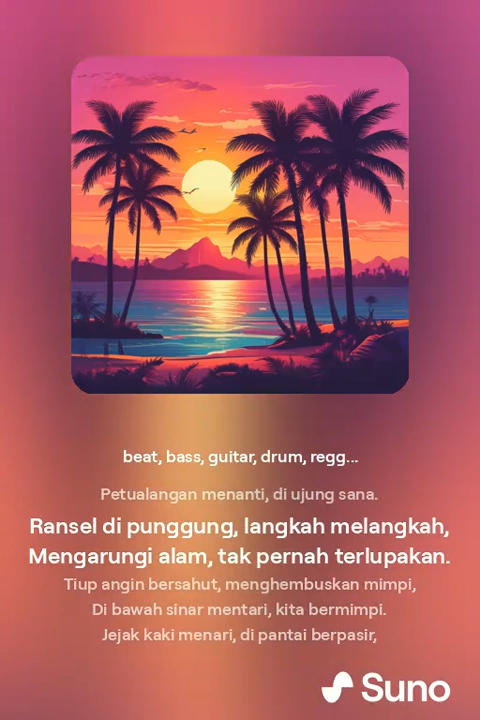 beat, bass, guitar, drum, regg...
Petualangan menanti, di ujung sana.
Ransel di punggung, langkah melangkah,
Mengarungi alam, tak pernah terlupakan.
Tiup angin bersahut, menghembuskan mimpi,
Di bawah sinar mentari, kita bermimpi.
Jejak kaki menari, di pantai berpasir,
Suno